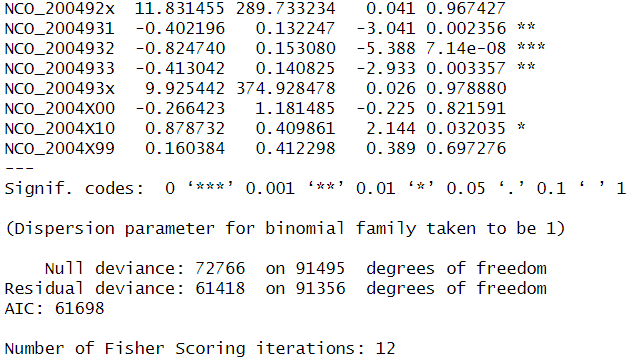 NCO_200492x 11.831455 289.733234 0.041 0.967427
NCO_2004931 -0.402196 0.132247 -3.041 0.002356 **
NCO_2004932 -0.824740 0.153080 -5.388 7.14e-08 ***
NCO_2004933 -0.413042 0.140825 -2.933 0.003357 **
NCO_200493x 9.925442 374.928478 0.026 0.978880
NCO_2004X00 -0.266423 1.181485 -0.225 0.821591
NCO_2004X10 0.878732 0.409861 2.144 0.032035 *
NCO_2004X99 0.160384 0.412298 0.389 0.697276
---
Signif. codes: 0 ‘***’ 0.001 ‘**’ 0.01 ‘*’ 0.05 ‘.’ 0.1 ‘ ’ 1
(Dispersion parameter for binomial family taken to be 1)
Null deviance: 72766 on 91495 degrees of freedom
Residual deviance: 61418 on 91356 degrees of freedom
AIC: 61698
Number of Fisher Scoring iterations: 12